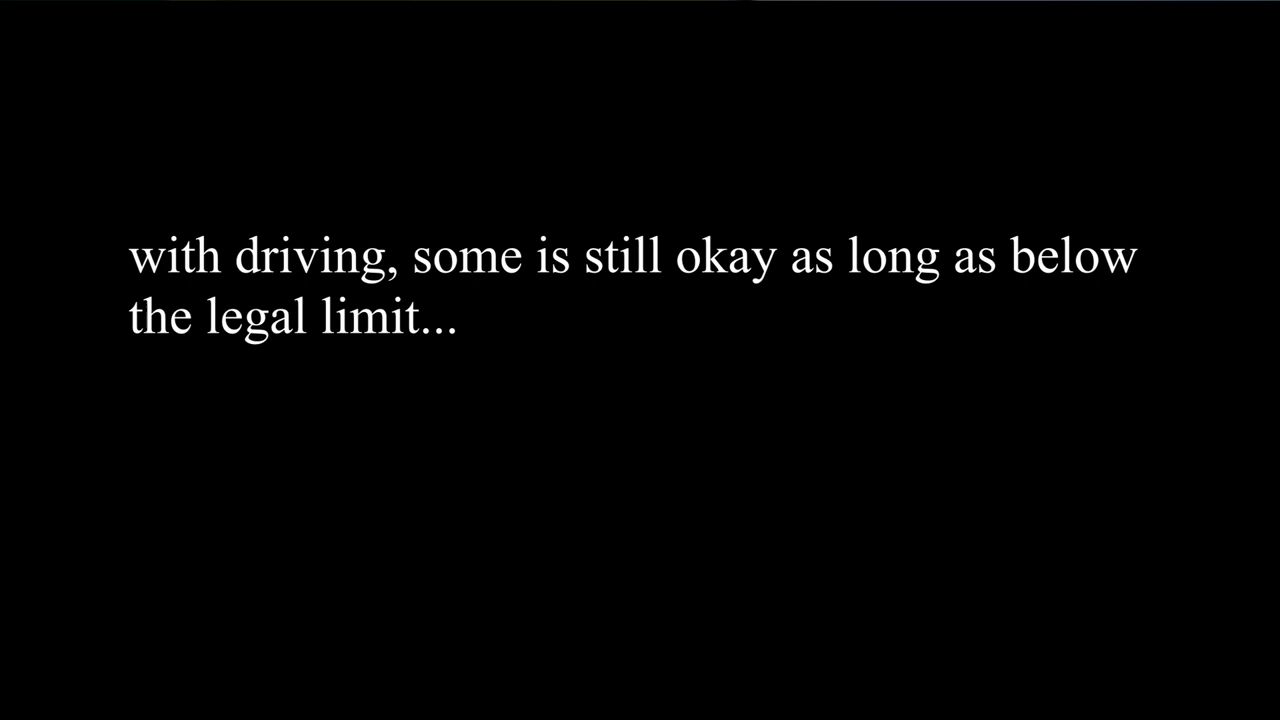 with driving, some is still okay as long as below
the legal limit...